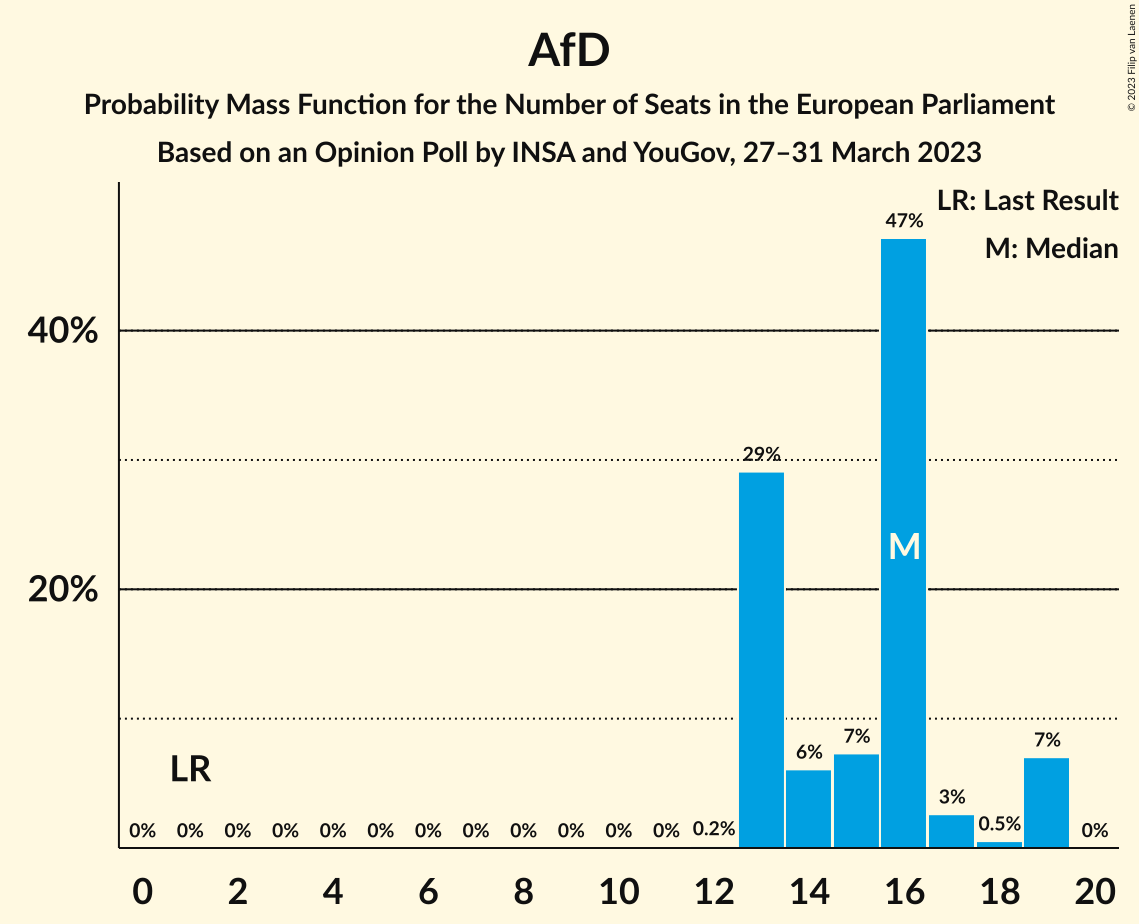 AfD
Probability Mass Function for the Number of Seats in the European Parliament
Based on an Opinion Poll by INSA and YouGov, 27–31 March 2023
© 2023 Filip van Laenen
LR: Last Result
M: Median
47%
40%
29%
M
20%
LR
0% 0% 0% 0% 0% 0% 0% 0% 0% 0% 0% 0% 0.2% 6% 7% 3% 0.5% 7% 0%
0 2 4 6 8 10 12 14 16 18 20